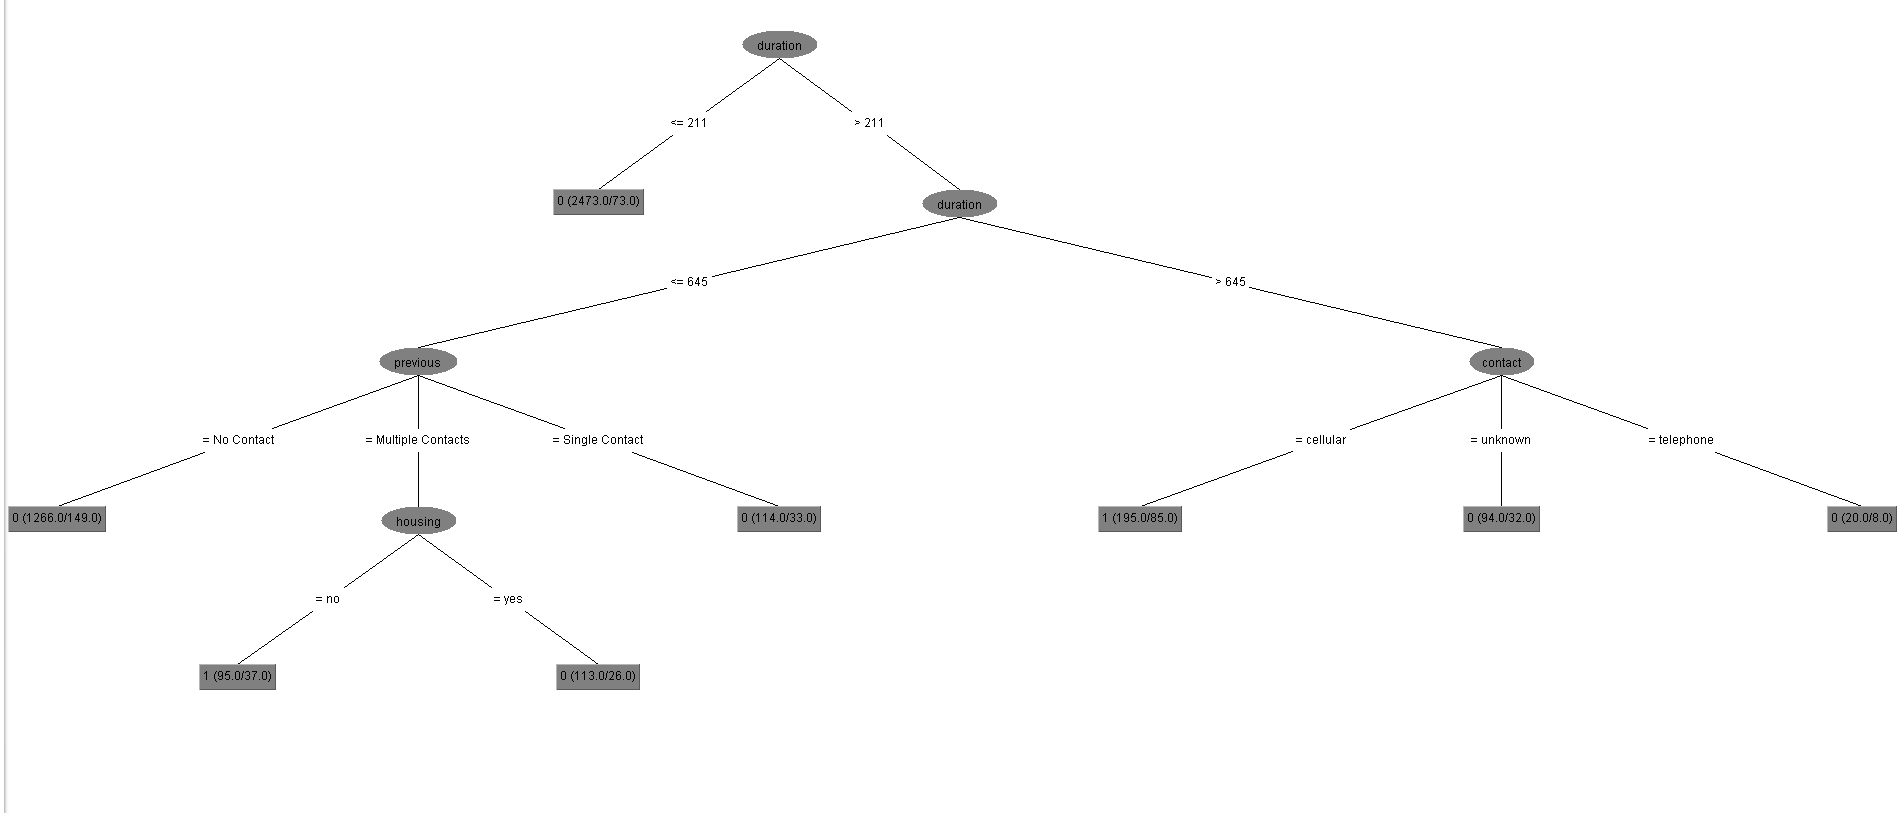 duration
<= 211
> 211
0 (2473.0/73.0)
duration
<= 645
> 645
previous
contact
= No Contact
= Multiple Contacts
= Single Contact
= cellular
= unknown
= telephone
0 (1266.0/149.0)
housing
0 (114.0/33.0)
1 (195.0/85.0)
0 (94.0/32.0)
0 (20.0/8.0)
= no
= yes
1 (95.0/37.0)
0 (113.0/26.0)